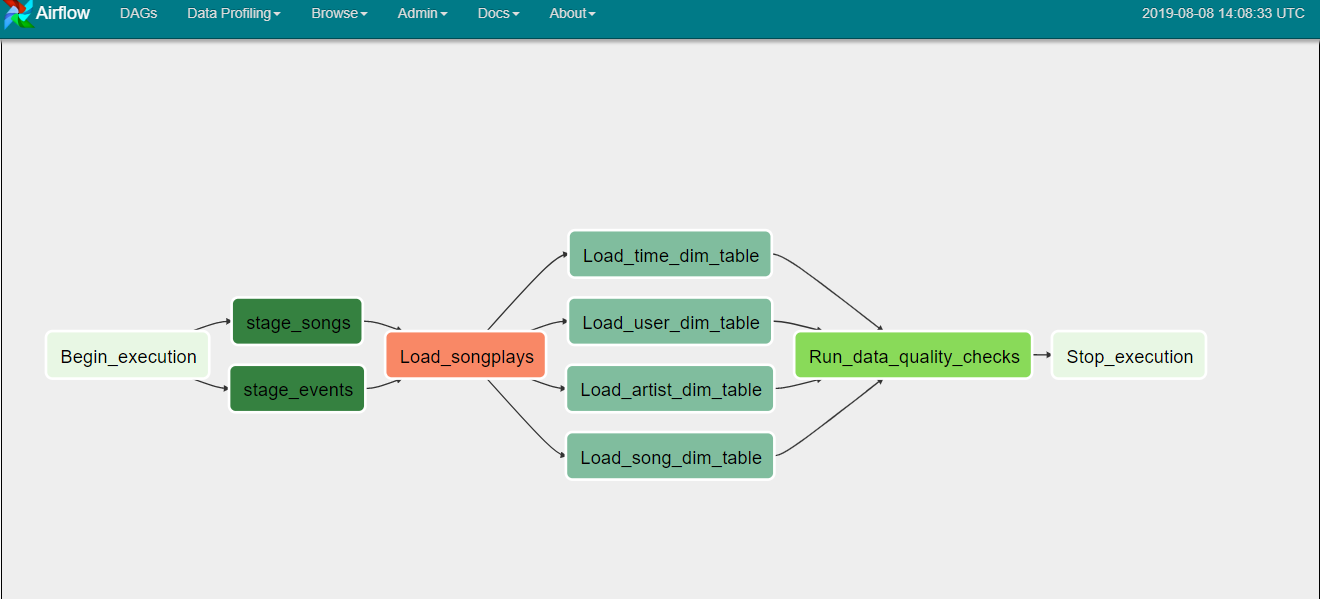 Airflow DAGs Data Profiling Browse Admin Docs About 2019-08-08 14:08:33 UTC
Load_time_dim_table
stage_songs Load_user_dim_table
Begin_execution Load_songplays Run_data_quality_checks Stop_execution
stage_events Load_artist_dim_table
Load_song_dim_table